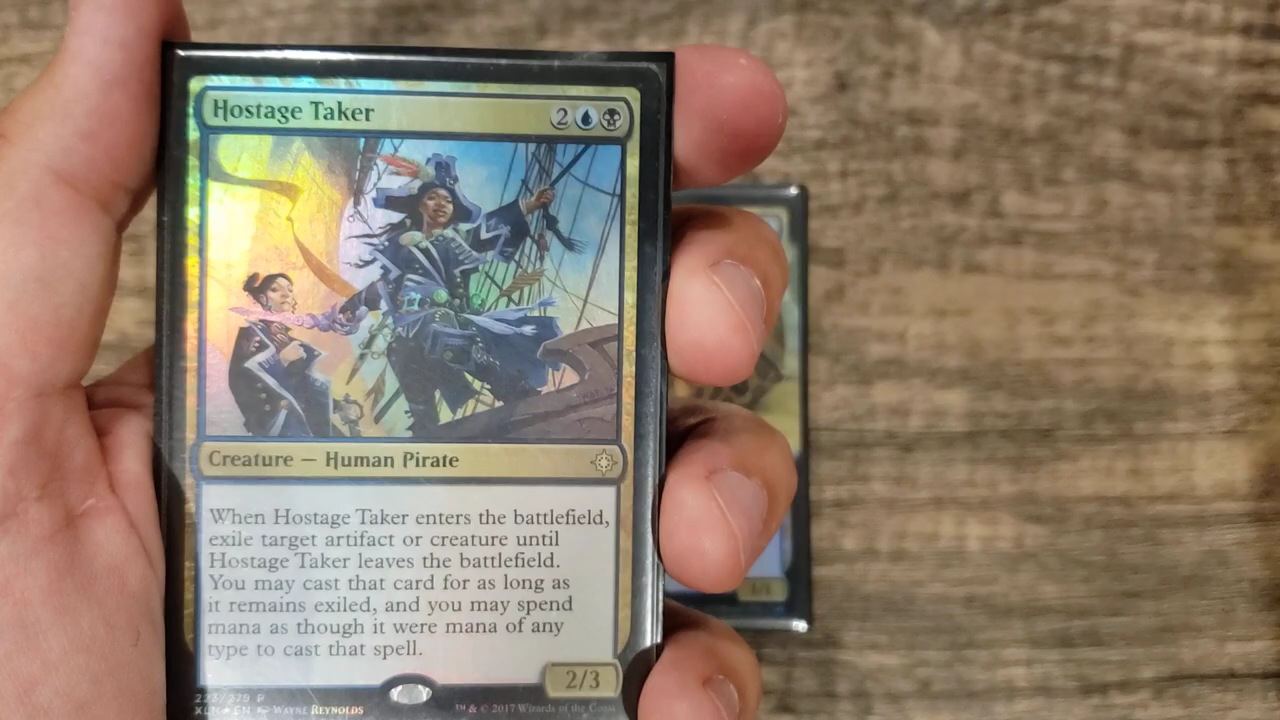 Hostage Taker 2
Creature — Human Pirate
When Hostage Taker enters the battlefield,
exile target artifact or creature until
Hostage Taker leaves the battlefield.
You may cast that card for as long as
it remains exiled, and you may spend
mana as though it were mana of any
type to cast that spell.
2/3
223/279 R
XLN EN WAYNE REYNOLDS
™ & © 2017 Wizards of the Coast